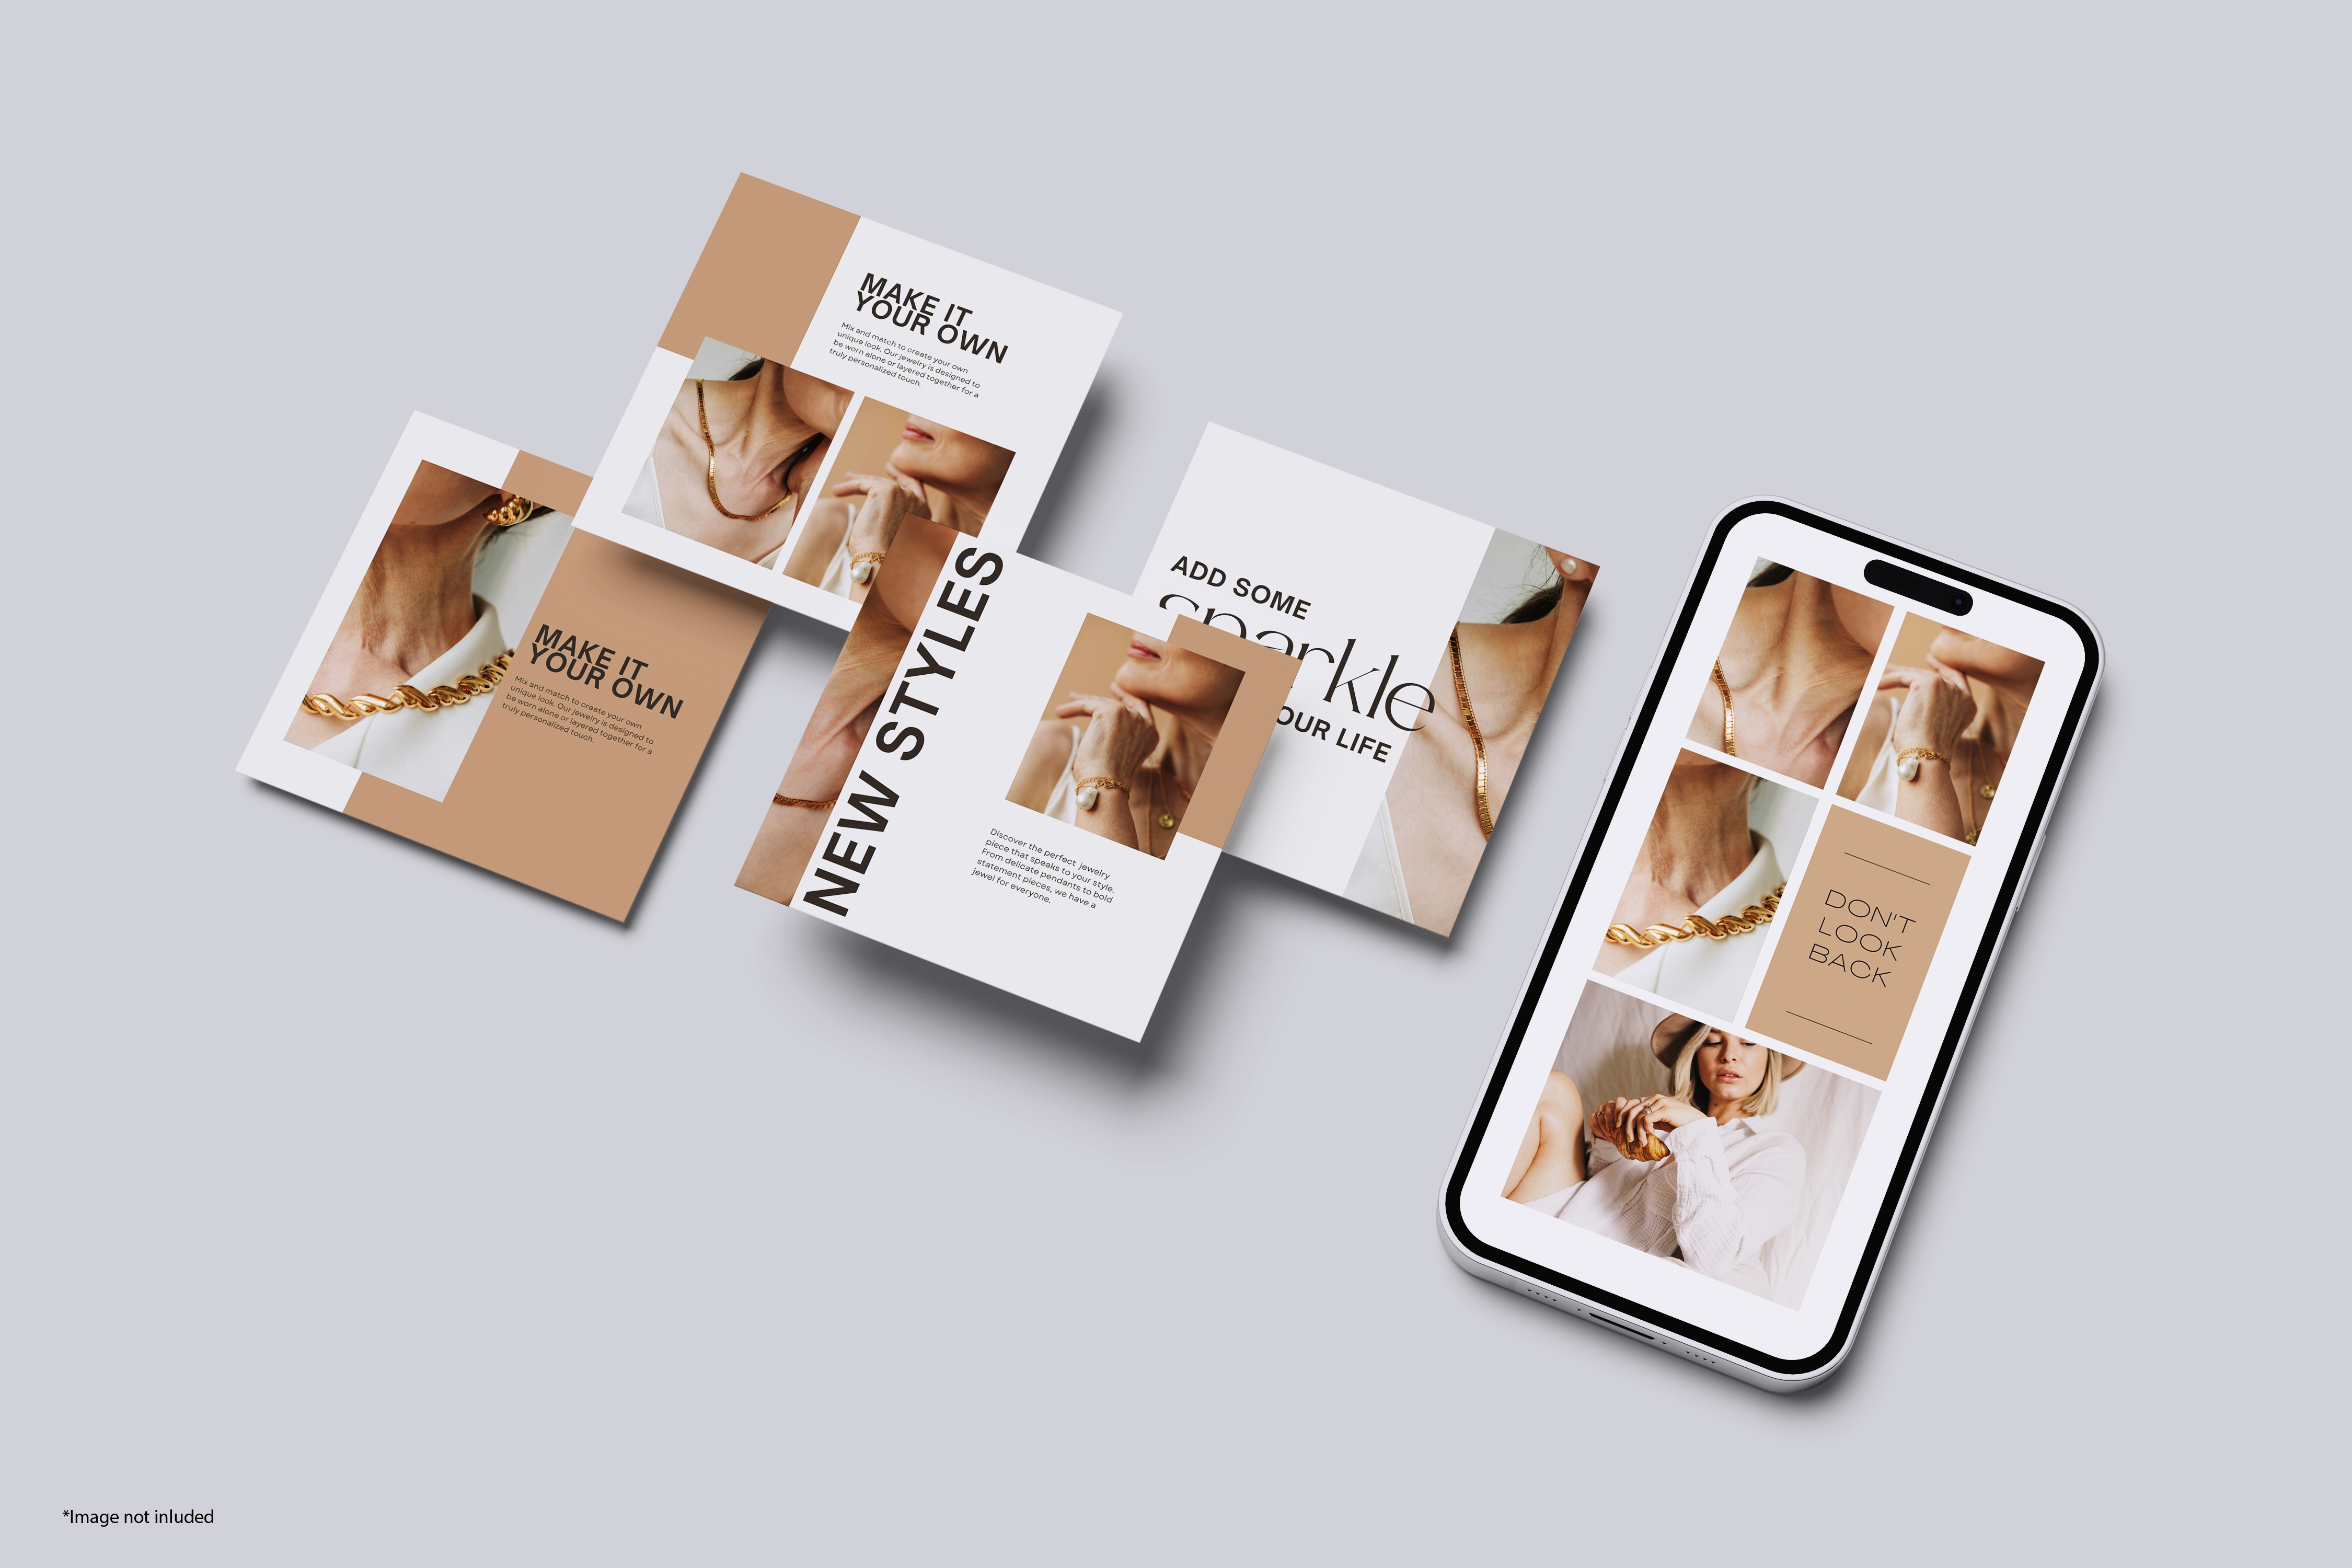 MAKE IT
YOUR OWN
Mix and match to create your own
unique look. Our jewelry is designed to
be worn alone or layered together for a
truly personalized touch.
MAKE IT
YOUR OWN
Mix and match to create your own
unique look. Our jewelry is designed to
be worn alone or layered together for a
truly personalized touch.
NEW STYLES
Discover the perfect jewelry
piece that speaks to your style.
From delicate pendants to bold
statement pieces, we have a
jewel for everyone.
ADD SOME
sparkle
OUR LIFE
DON'T
LOOK
BACK
*Image not inluded